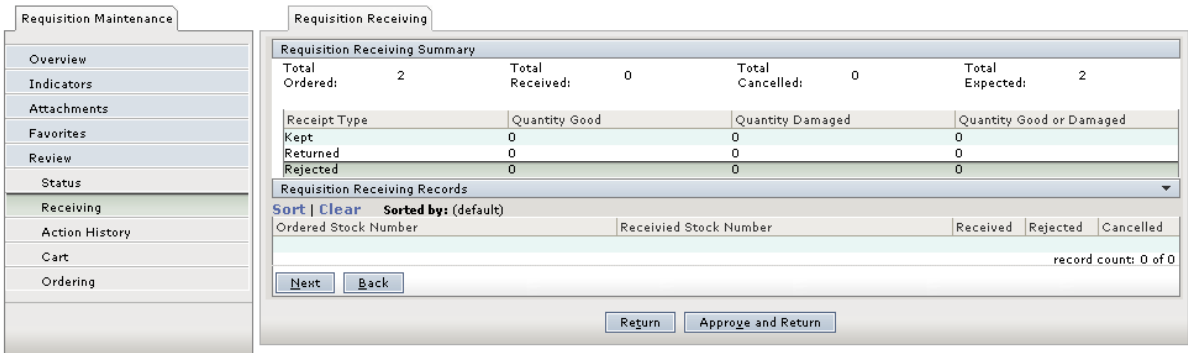 Requisition Maintenance
Overview
Indicators
Attachments
Favorites
Review
Status
Receiving
Action History
Cart
Ordering
Requisition Receiving
Requisition Receiving Summary
Total Ordered: 2 Total Received: 0 Total Cancelled: 0 Total Expected: 2
Receipt Type Quantity Good Quantity Damaged Quantity Good or Damaged
Kept 0 0 0
Returned 0 0 0
Rejected 0 0 0
Requisition Receiving Records
Sort | Clear Sorted by: (default)
Ordered Stock Number Receivied Stock Number Received Rejected Cancelled
record count: 0 of 0
Next Back
Return Approve and Return